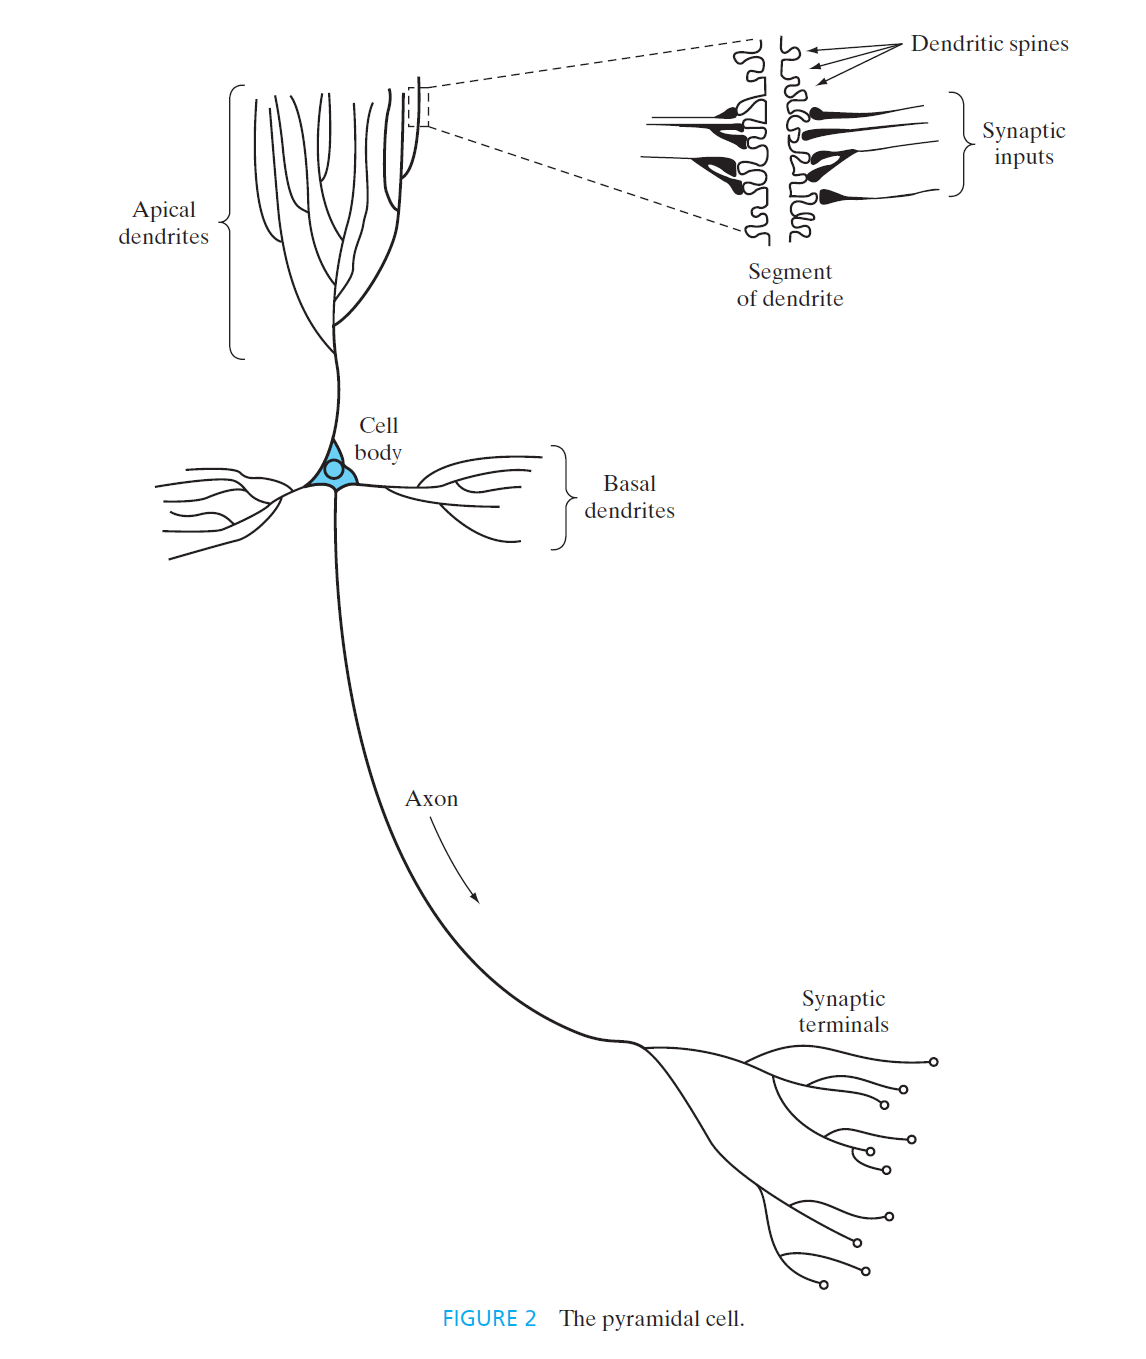 Dendritic spines
Synaptic
inputs
Apical
dendrites
Segment
of dendrite
Cell
body
Basal
dendrites
Axon
Synaptic
terminals
FIGURE 2 The pyramidal cell.